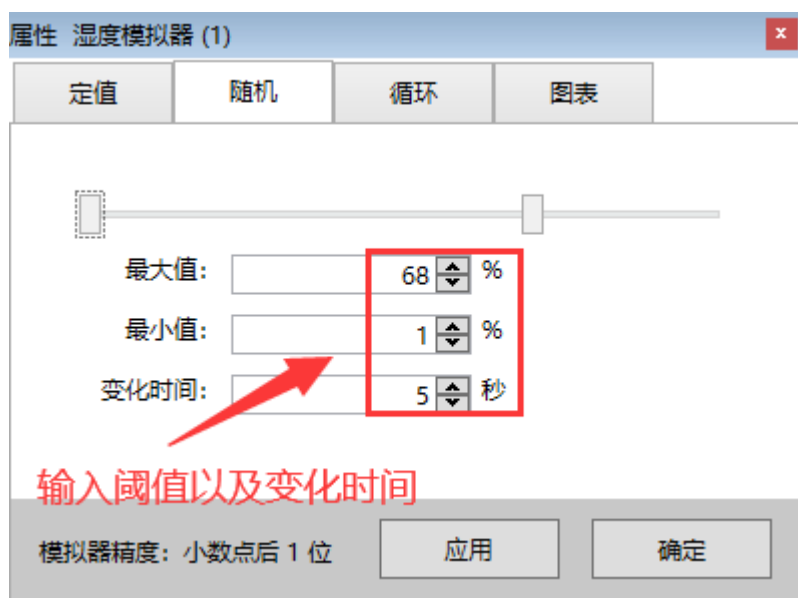 属性 湿度模拟器 (1) x
定值 随机 循环 图表
最大值： 68 %
最小值： 1 %
变化时间： 5 秒
输入阈值以及变化时间
模拟器精度：小数点后 1 位 应用 确定